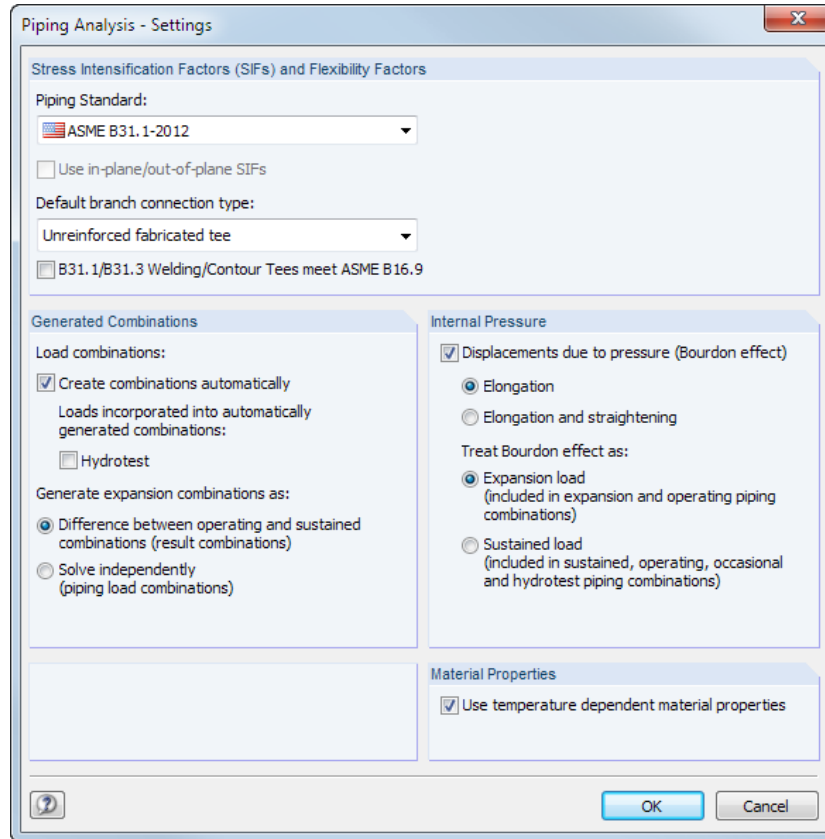 Piping Analysis - Settings
Stress Intensification Factors (SIFs) and Flexibility Factors
Piping Standard:
ASME B31.1-2012
Use in-plane/out-of-plane SIFs
Default branch connection type:
Unreinforced fabricated tee
B31.1/B31.3 Welding/Contour Tees meet ASME B16.9
Generated Combinations
Load combinations:
Create combinations automatically
Loads incorporated into automatically
generated combinations:
Hydrotest
Generate expansion combinations as:
Difference between operating and sustained
combinations (result combinations)
Solve independently
(piping load combinations)
Internal Pressure
Displacements due to pressure (Bourdon effect)
Elongation
Elongation and straightening
Treat Bourdon effect as:
Expansion load
(included in expansion and operating piping
combinations)
Sustained load
(included in sustained, operating, occasional
and hydrotest piping combinations)
Material Properties
Use temperature dependent material properties
OK
Cancel